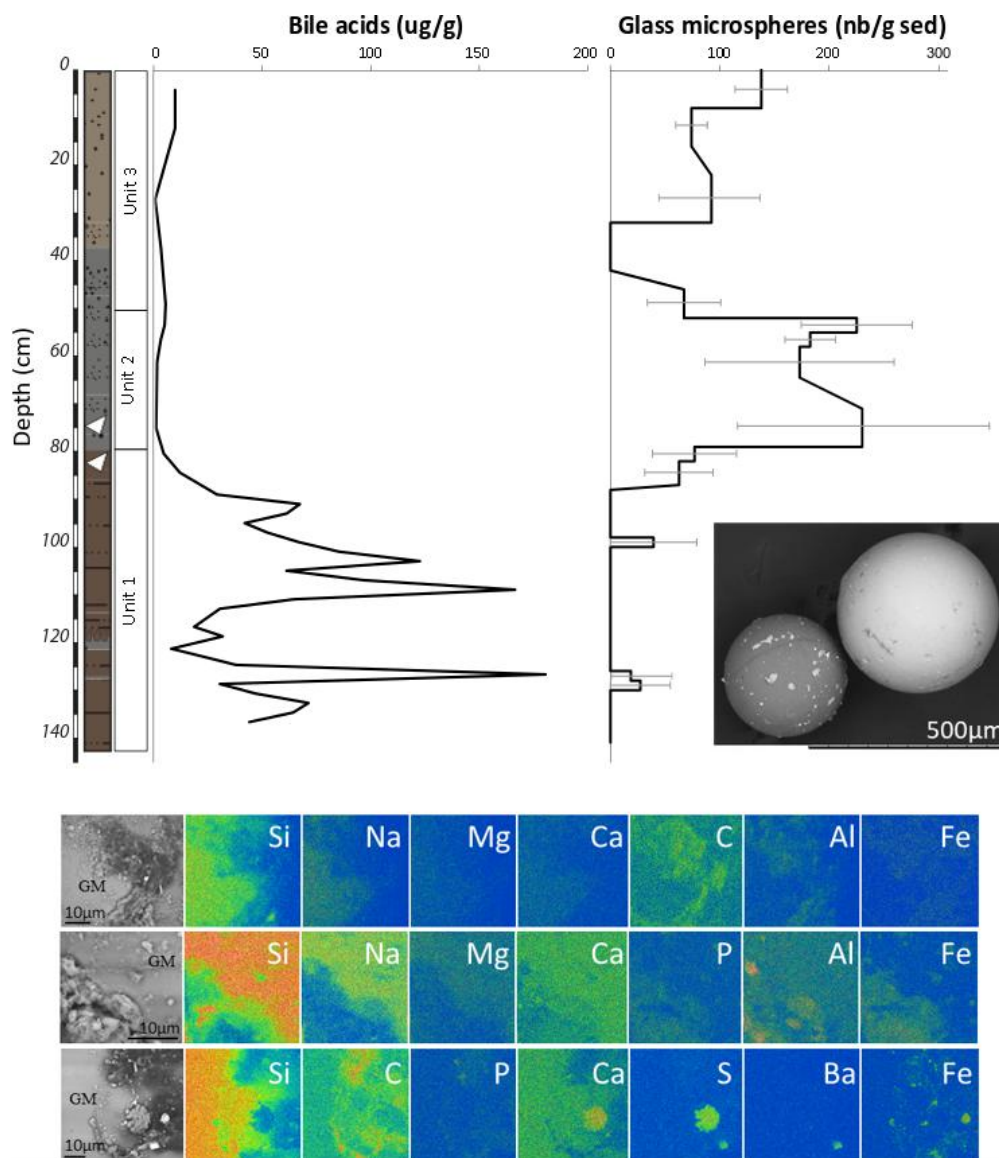 Bile acids (ug/g) Glass microspheres (nb/g sed)
0 50 100 150 200 0 100 200 300
0
20
40
60
80
100
120
140
Depth (cm)
Unit 3
Unit 2
Unit 1
500µm
GM 10µm Si Na Mg Ca C Al Fe
GM 10µm Si Na Mg Ca P Al Fe
GM 10µm Si C P Ca S Ba Fe